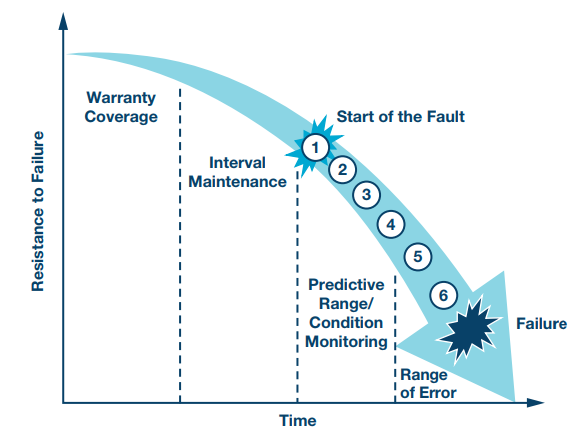 Warranty
Coverage
Start of the Fault
1
Interval
Maintenance
2
3
4
5
6
Predictive
Range/
Condition
Monitoring
Failure
Range
of Error
Resistance to Failure
Time